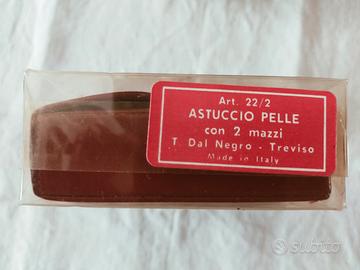 Art. 22/2
ASTUCCIO PELLE
con 2 mazzi
T. Dal Negro - Treviso
Made in Italy
subito